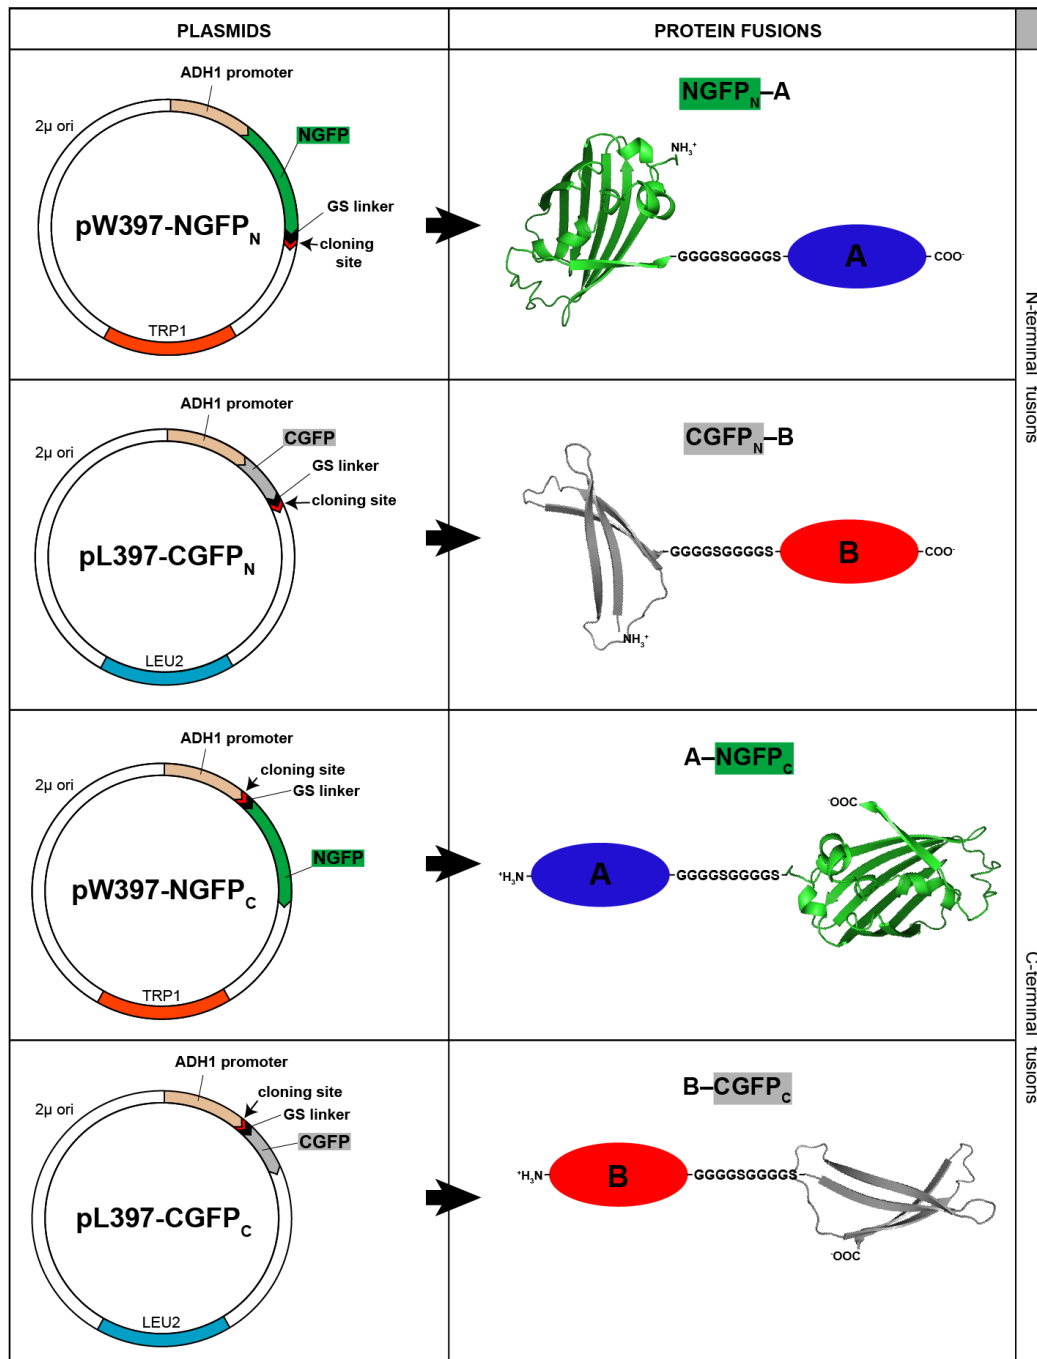 PLASMIDS
PROTEIN FUSIONS
ADH1 promoter
2µ ori
NGFP
GS linker
cloning
site
pW397-NGFPN
TRP1
NGFPN–A
NH3+
GGGGSGGGGS
A
COO-
N-terminal fusions
ADH1 promoter
2µ ori
CGFP
GS linker
cloning site
pL397-CGFPN
LEU2
CGFPN–B
GGGGSGGGGS
B
COO-
NH3+
ADH1 promoter
2µ ori
cloning site
GS linker
NGFP
pW397-NGFPC
TRP1
A–NGFPC
-OOC
+H3N
A
GGGGSGGGGS
C-terminal fusions
ADH1 promoter
2µ ori
cloning site
GS linker
CGFP
pL397-CGFPC
LEU2
B–CGFPC
+H3N
B
GGGGSGGGGS
-OOC